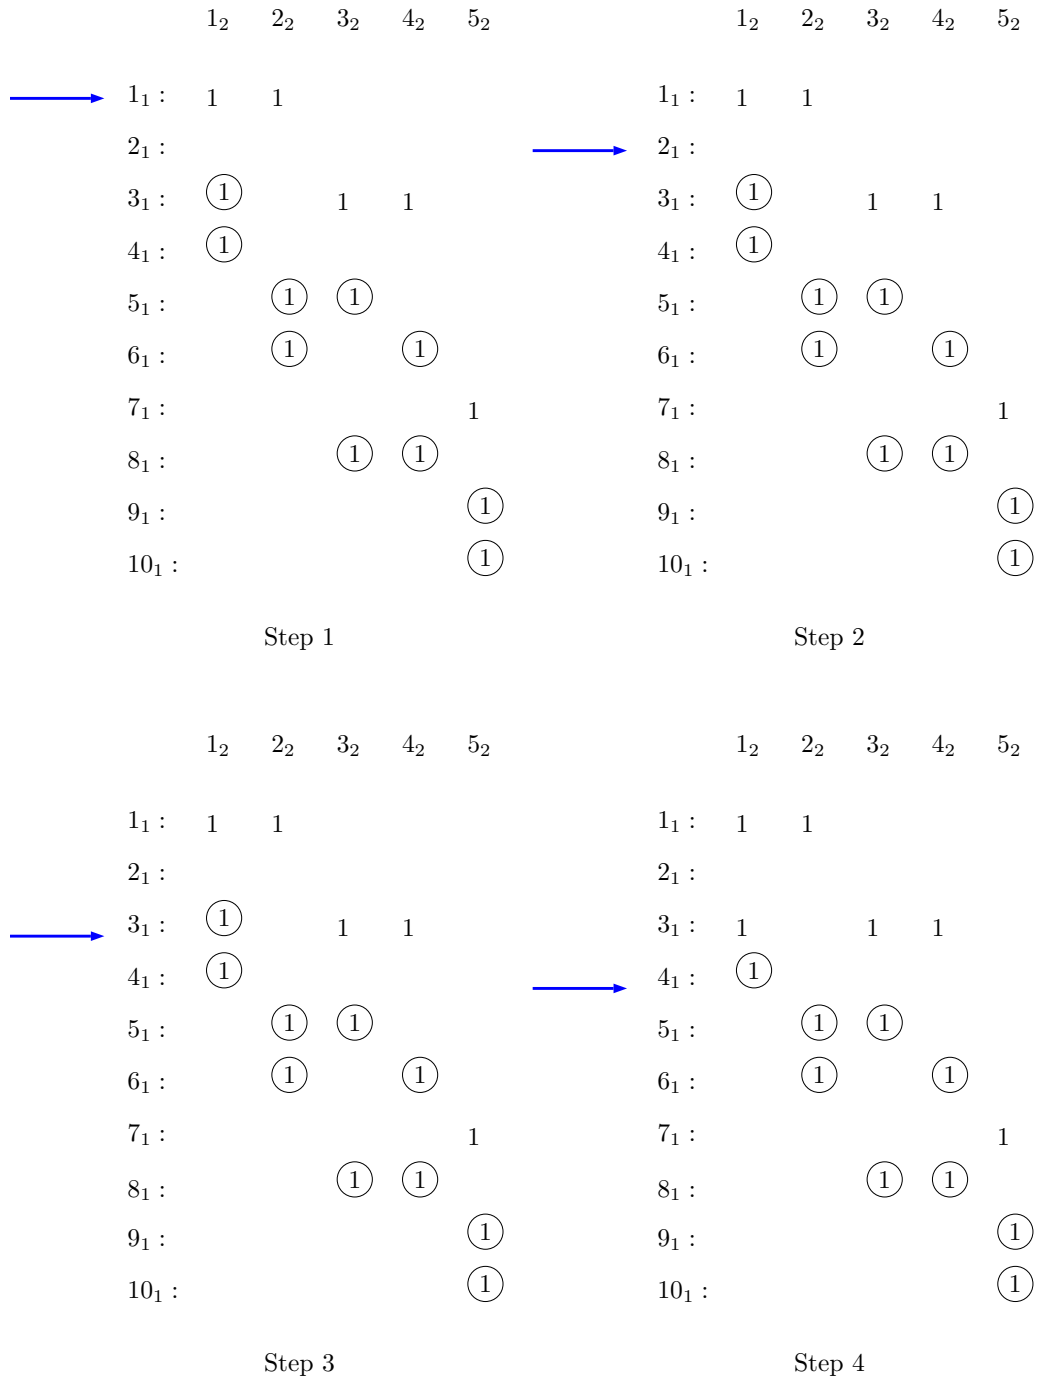 1₂ 2₂ 3₂ 4₂ 5₂ 1₂ 2₂ 3₂ 4₂ 5₂
1₁ : 1 1 1₁ : 1 1
2₁ : 2₁ :
3₁ : 1 1 1 3₁ : 1 1 1
4₁ : 1 4₁ : 1
5₁ : 1 1 5₁ : 1 1
6₁ : 1 1 6₁ : 1 1
7₁ : 1 7₁ : 1
8₁ : 1 1 8₁ : 1 1
9₁ : 1 9₁ : 1
10₁ : 1 10₁ : 1
Step 1 Step 2
1₂ 2₂ 3₂ 4₂ 5₂ 1₂ 2₂ 3₂ 4₂ 5₂
1₁ : 1 1 1₁ : 1 1
2₁ : 2₁ :
3₁ : 1 1 1 3₁ : 1 1 1
4₁ : 1 4₁ : 1
5₁ : 1 1 5₁ : 1 1
6₁ : 1 1 6₁ : 1 1
7₁ : 1 7₁ : 1
8₁ : 1 1 8₁ : 1 1
9₁ : 1 9₁ : 1
10₁ : 1 10₁ : 1
Step 3 Step 4